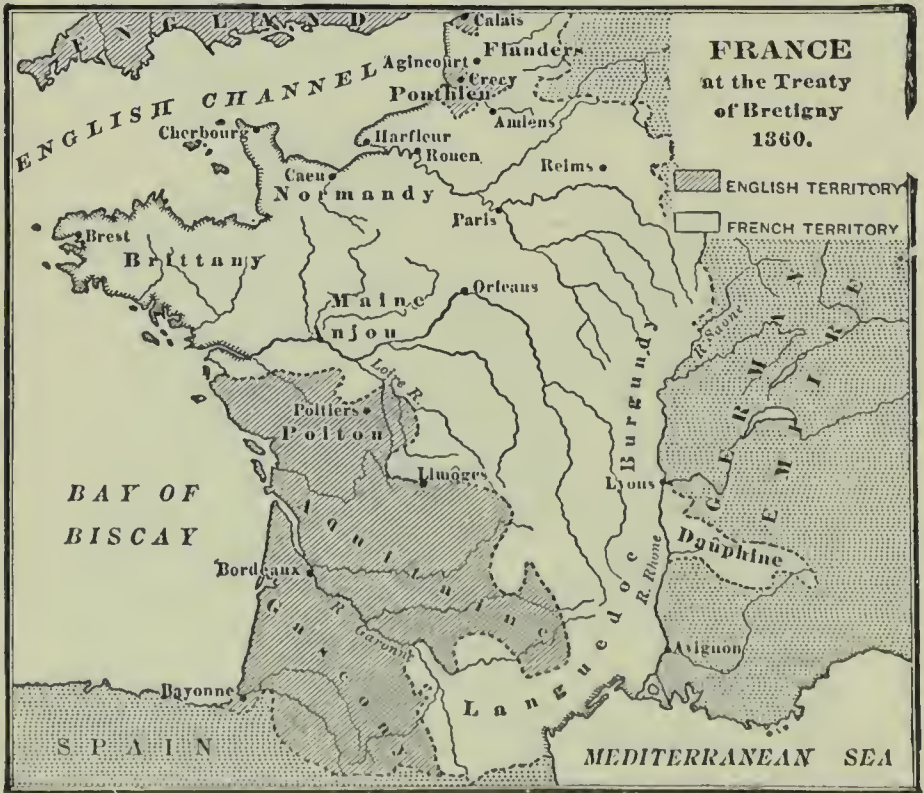 FRANCE
at the Treaty
of Bretigny
1360.
ENGLISH TERRITORY
FRENCH TERRITORY
ENGLAND
ENGLISH CHANNEL
Calais
Flanders
Agincourt
Crecy
Ponthieu
Amiens
Cherbourg
Harfleur
Rouen
Reims
Caen
Normandy
Paris
Brest
Brittany
Maine
Orleans
njou
R. Saone
Burgundy
GERMAN
EMPIRE
Loire R.
Poitiers
Poitou
Limôges
Lyons
BAY OF
BISCAY
Aquitaine
Dauphine
Bordeaux
R. Rhone
Gascony
R. Garonne
Avignon
Languedoc
Bayonne
SPAIN
MEDITERRANEAN SEA